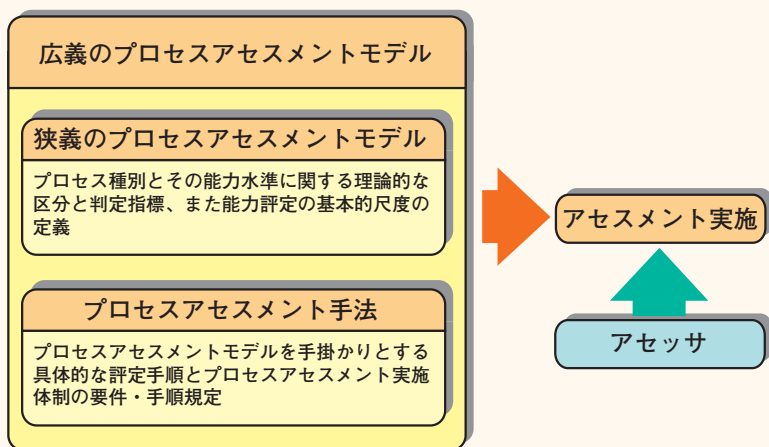 広義のプロセスアセスメントモデル
狭義のプロセスアセスメントモデル
プロセス種別とその能力水準に関する理論的な
区分と判定指標、また能力評定の基本的尺度の
定義
プロセスアセスメント手法
プロセスアセスメントモデルを手掛かりとする
具体的な評定手順とプロセスアセスメント実施
体制の要件・手順規定
アセスメント実施
アセッサ